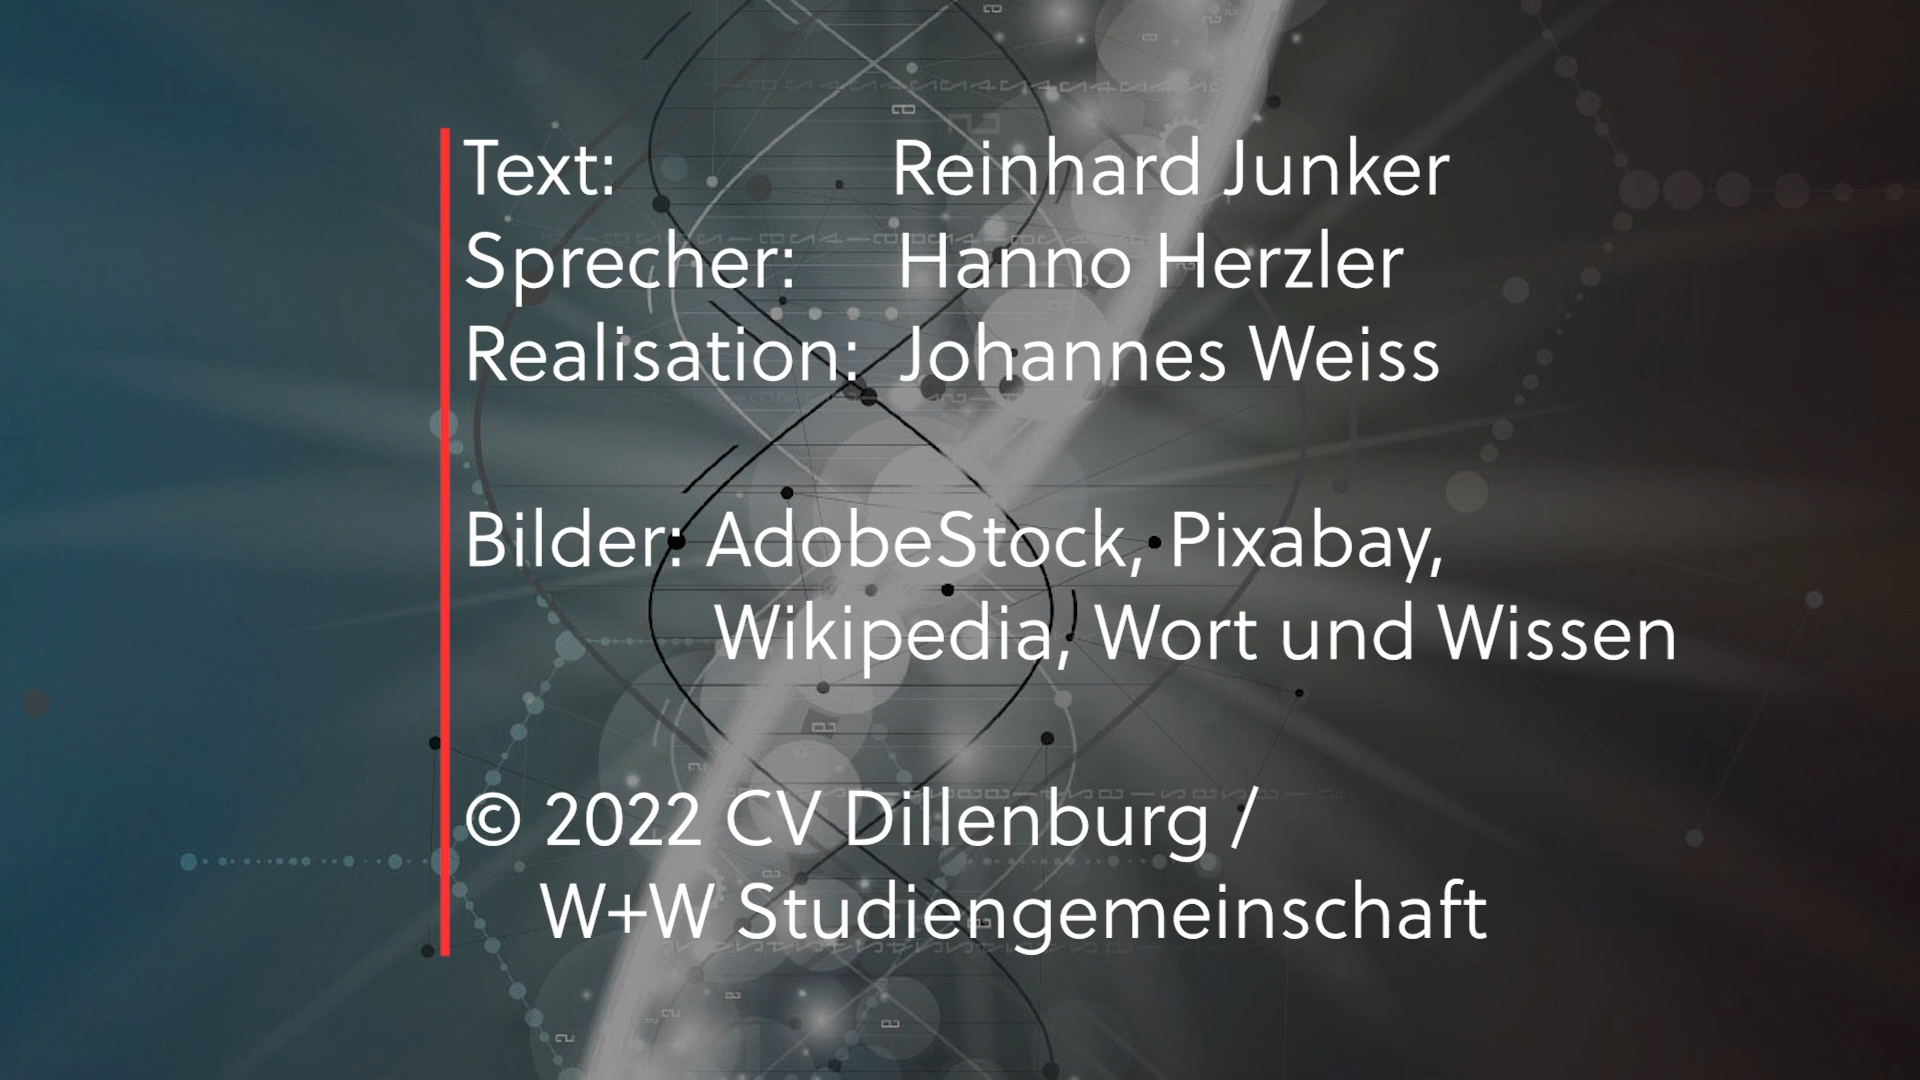 Text: Reinhard Junker
Sprecher: Hanno Herzler
Realisation: Johannes Weiss
Bilder: AdobeStock, Pixabay,
Wikipedia, Wort und Wissen
© 2022 CV Dillenburg /
W+W Studiengemeinschaft